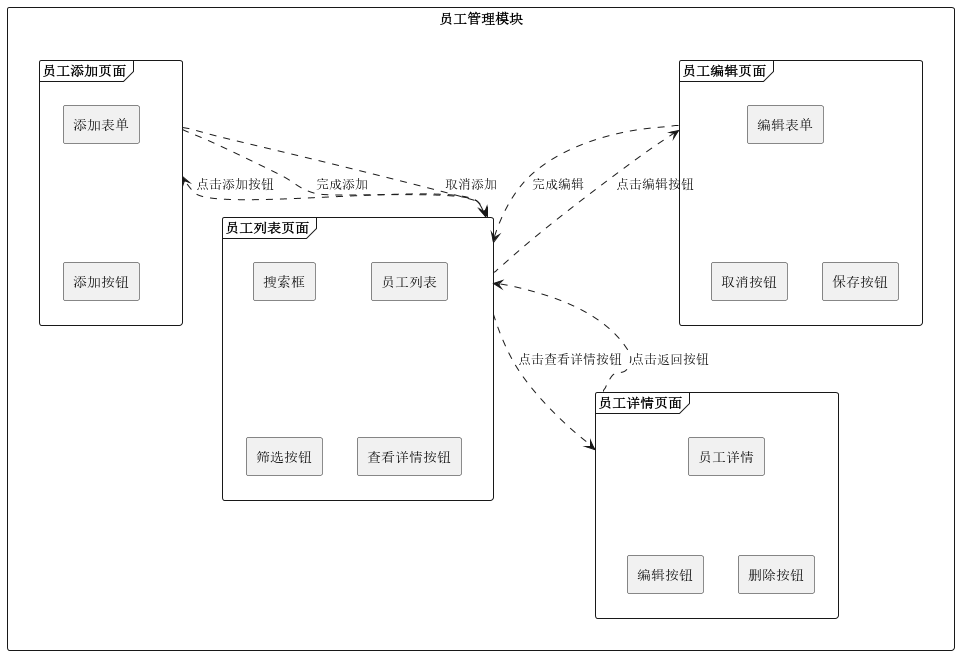 员工管理模块
员工添加页面
添加表单
添加按钮
点击添加按钮
完成添加
取消添加
员工列表页面
搜索框
员工列表
筛选按钮
查看详情按钮
完成编辑
点击编辑按钮
员工编辑页面
编辑表单
取消按钮
保存按钮
点击查看详情按钮
点击返回按钮
员工详情页面
员工详情
编辑按钮
删除按钮